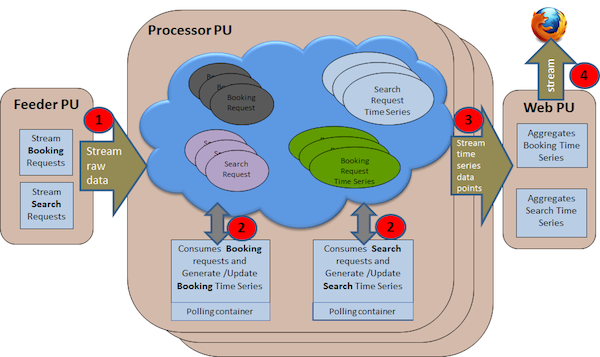 Processor PU
Feeder PU
Stream
Booking
Requests
Stream
Search
Requests
1
Stream
raw
data
Booking
Request
Search
Request
Time Series
Search
Request
Booking
Request
Time Series
2
Consumes Booking
requests and
Generate /Update
Booking Time Series
Polling container
2
Consumes Search
requests and
Generate /Update
Search Time Series
Polling container
3
Stream
time
series
data
points
4
stream
Web PU
Aggregates
Booking Time
Series
Aggregates
Search Time
Series